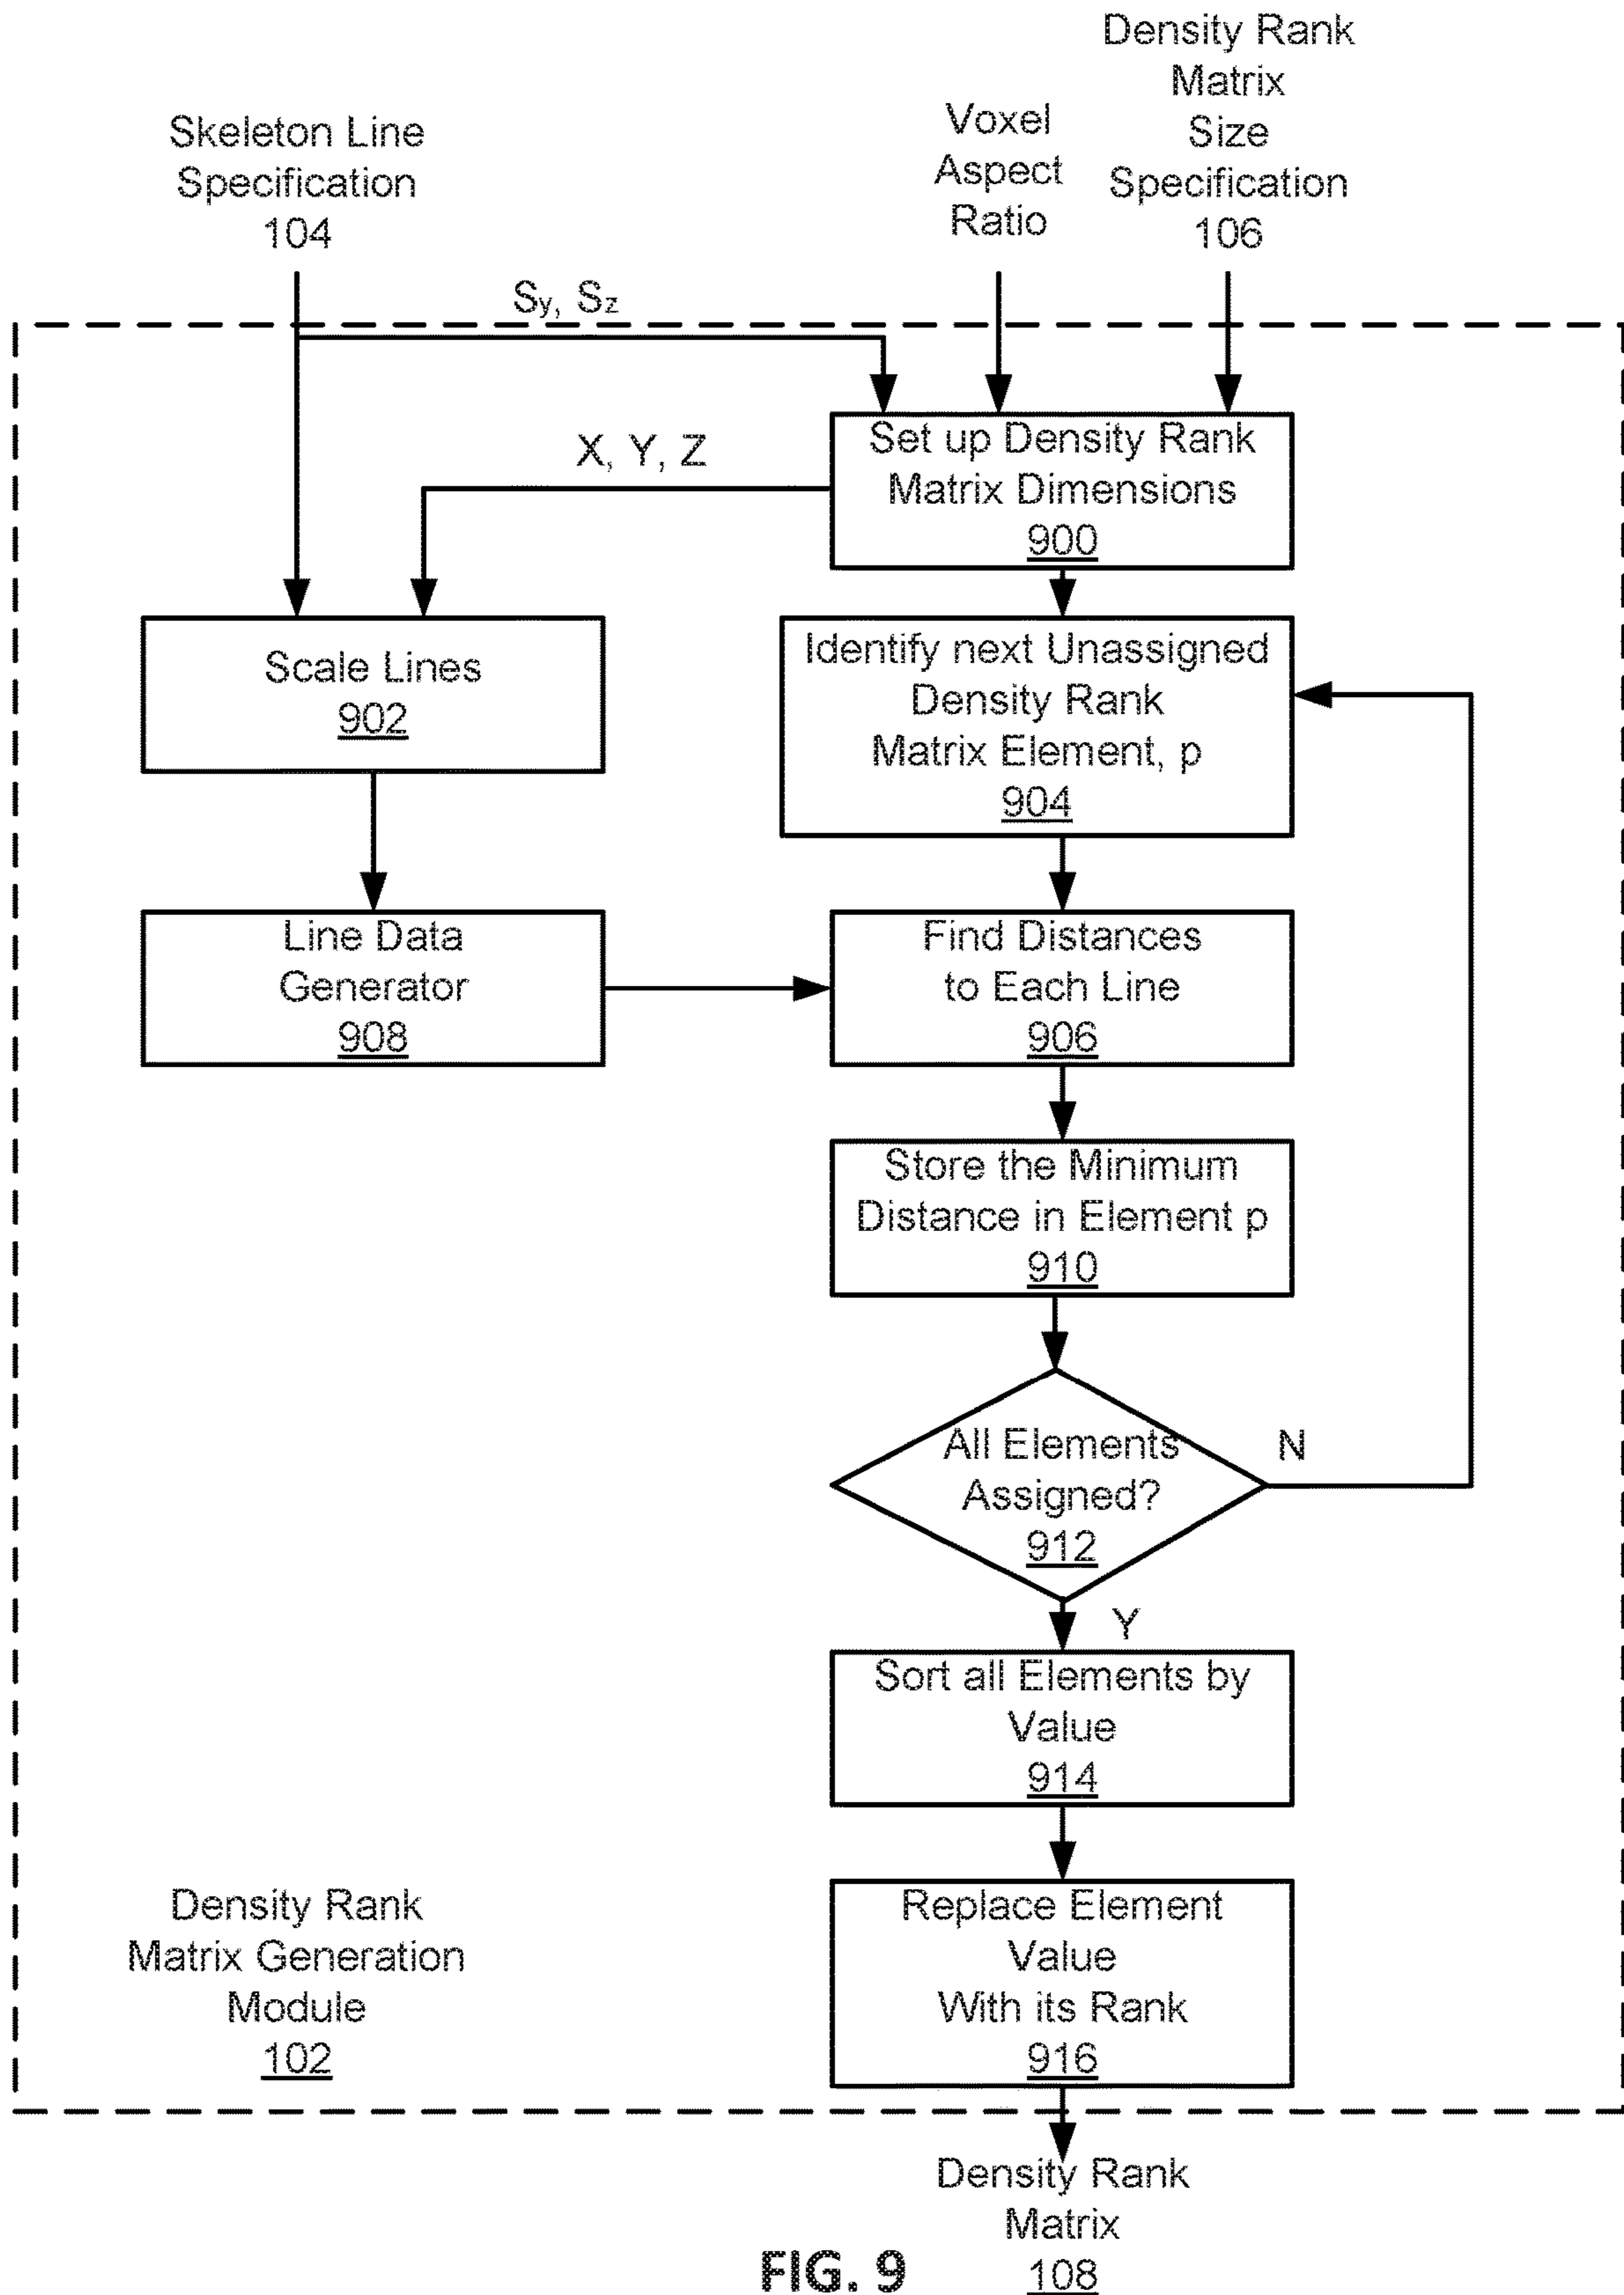 Density Rank
Matrix
Size
Specification
106
Voxel
Aspect
Ratio
Skeleton Line
Specification
104
Sy, Sz
X, Y, Z
Set up Density Rank
Matrix Dimensions
900
Scale Lines
902
Identify next Unassigned
Density Rank
Matrix Element, p
904
Line Data
Generator
908
Find Distances
to Each Line
906
Store the Minimum
Distance in Element p
910
All Elements
Assigned?
912
N
Y
Sort all Elements by
Value
914
Replace Element
Value
With its Rank
916
Density Rank
Matrix Generation
Module
102
Density Rank
Matrix
108
FIG. 9